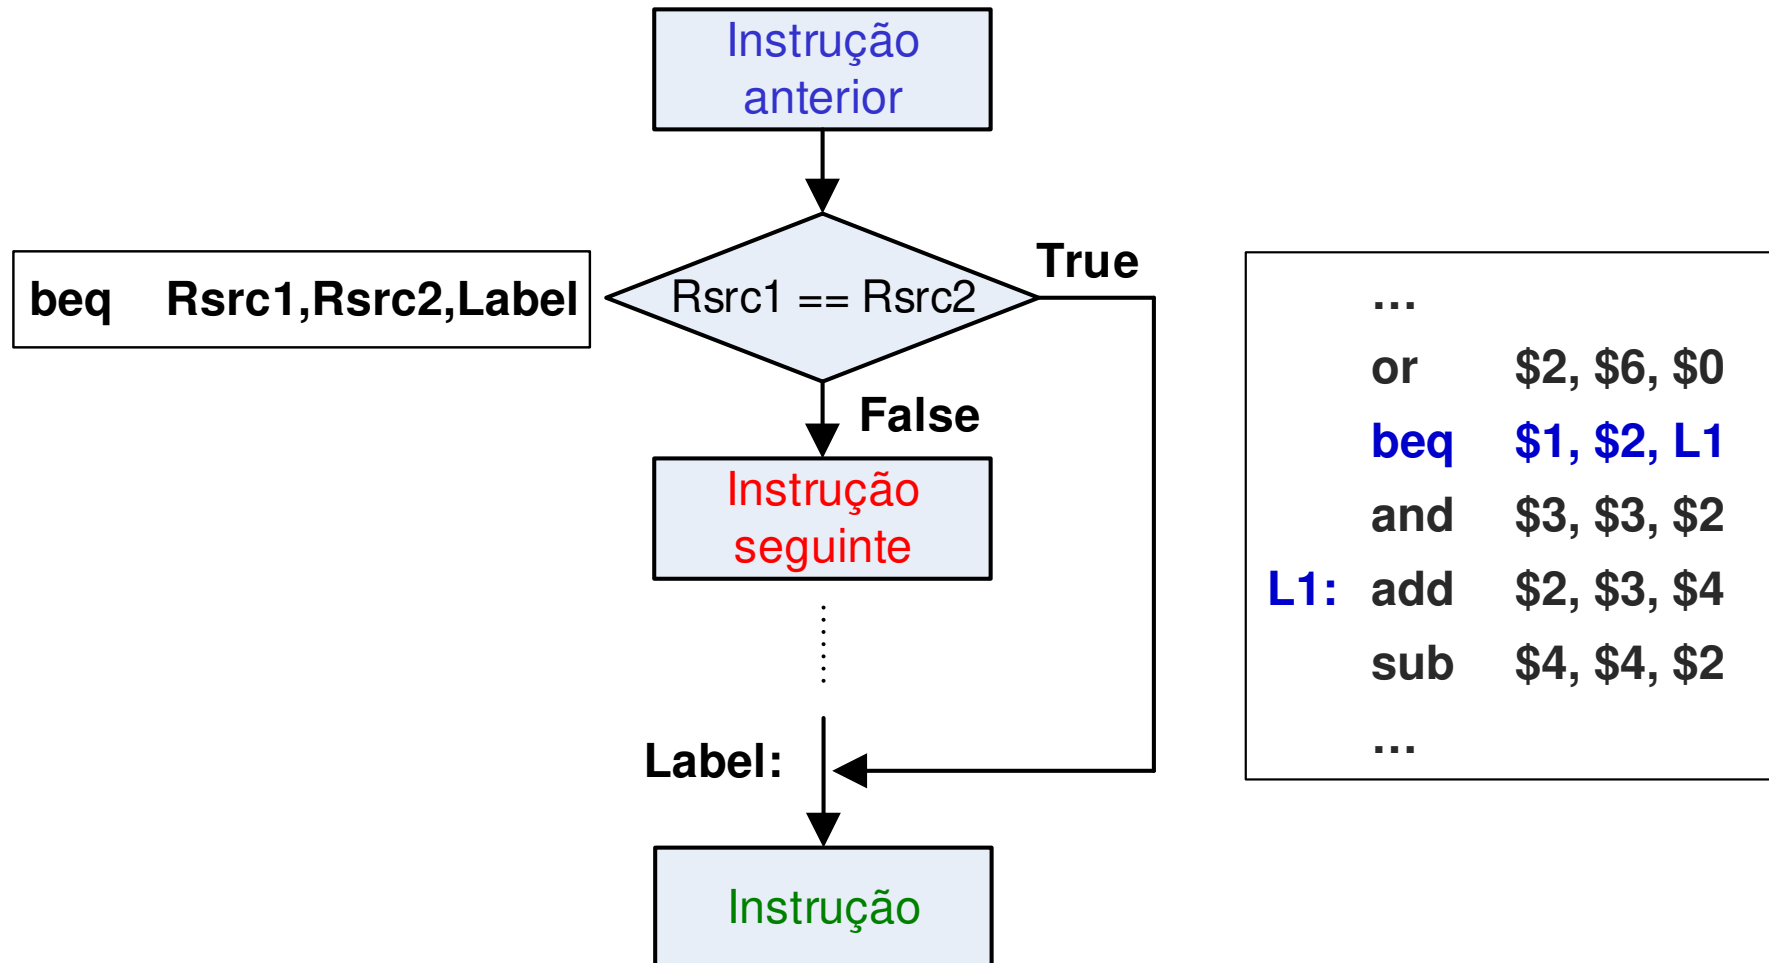 Instrução
anterior
beq Rsrc1,Rsrc2,Label
Rsrc1 == Rsrc2
True
False
Instrução
seguinte
Label:
Instrução
...
or $2, $6, $0
beq $1, $2, L1
and $3, $3, $2
L1: add $2, $3, $4
sub $4, $4, $2
...